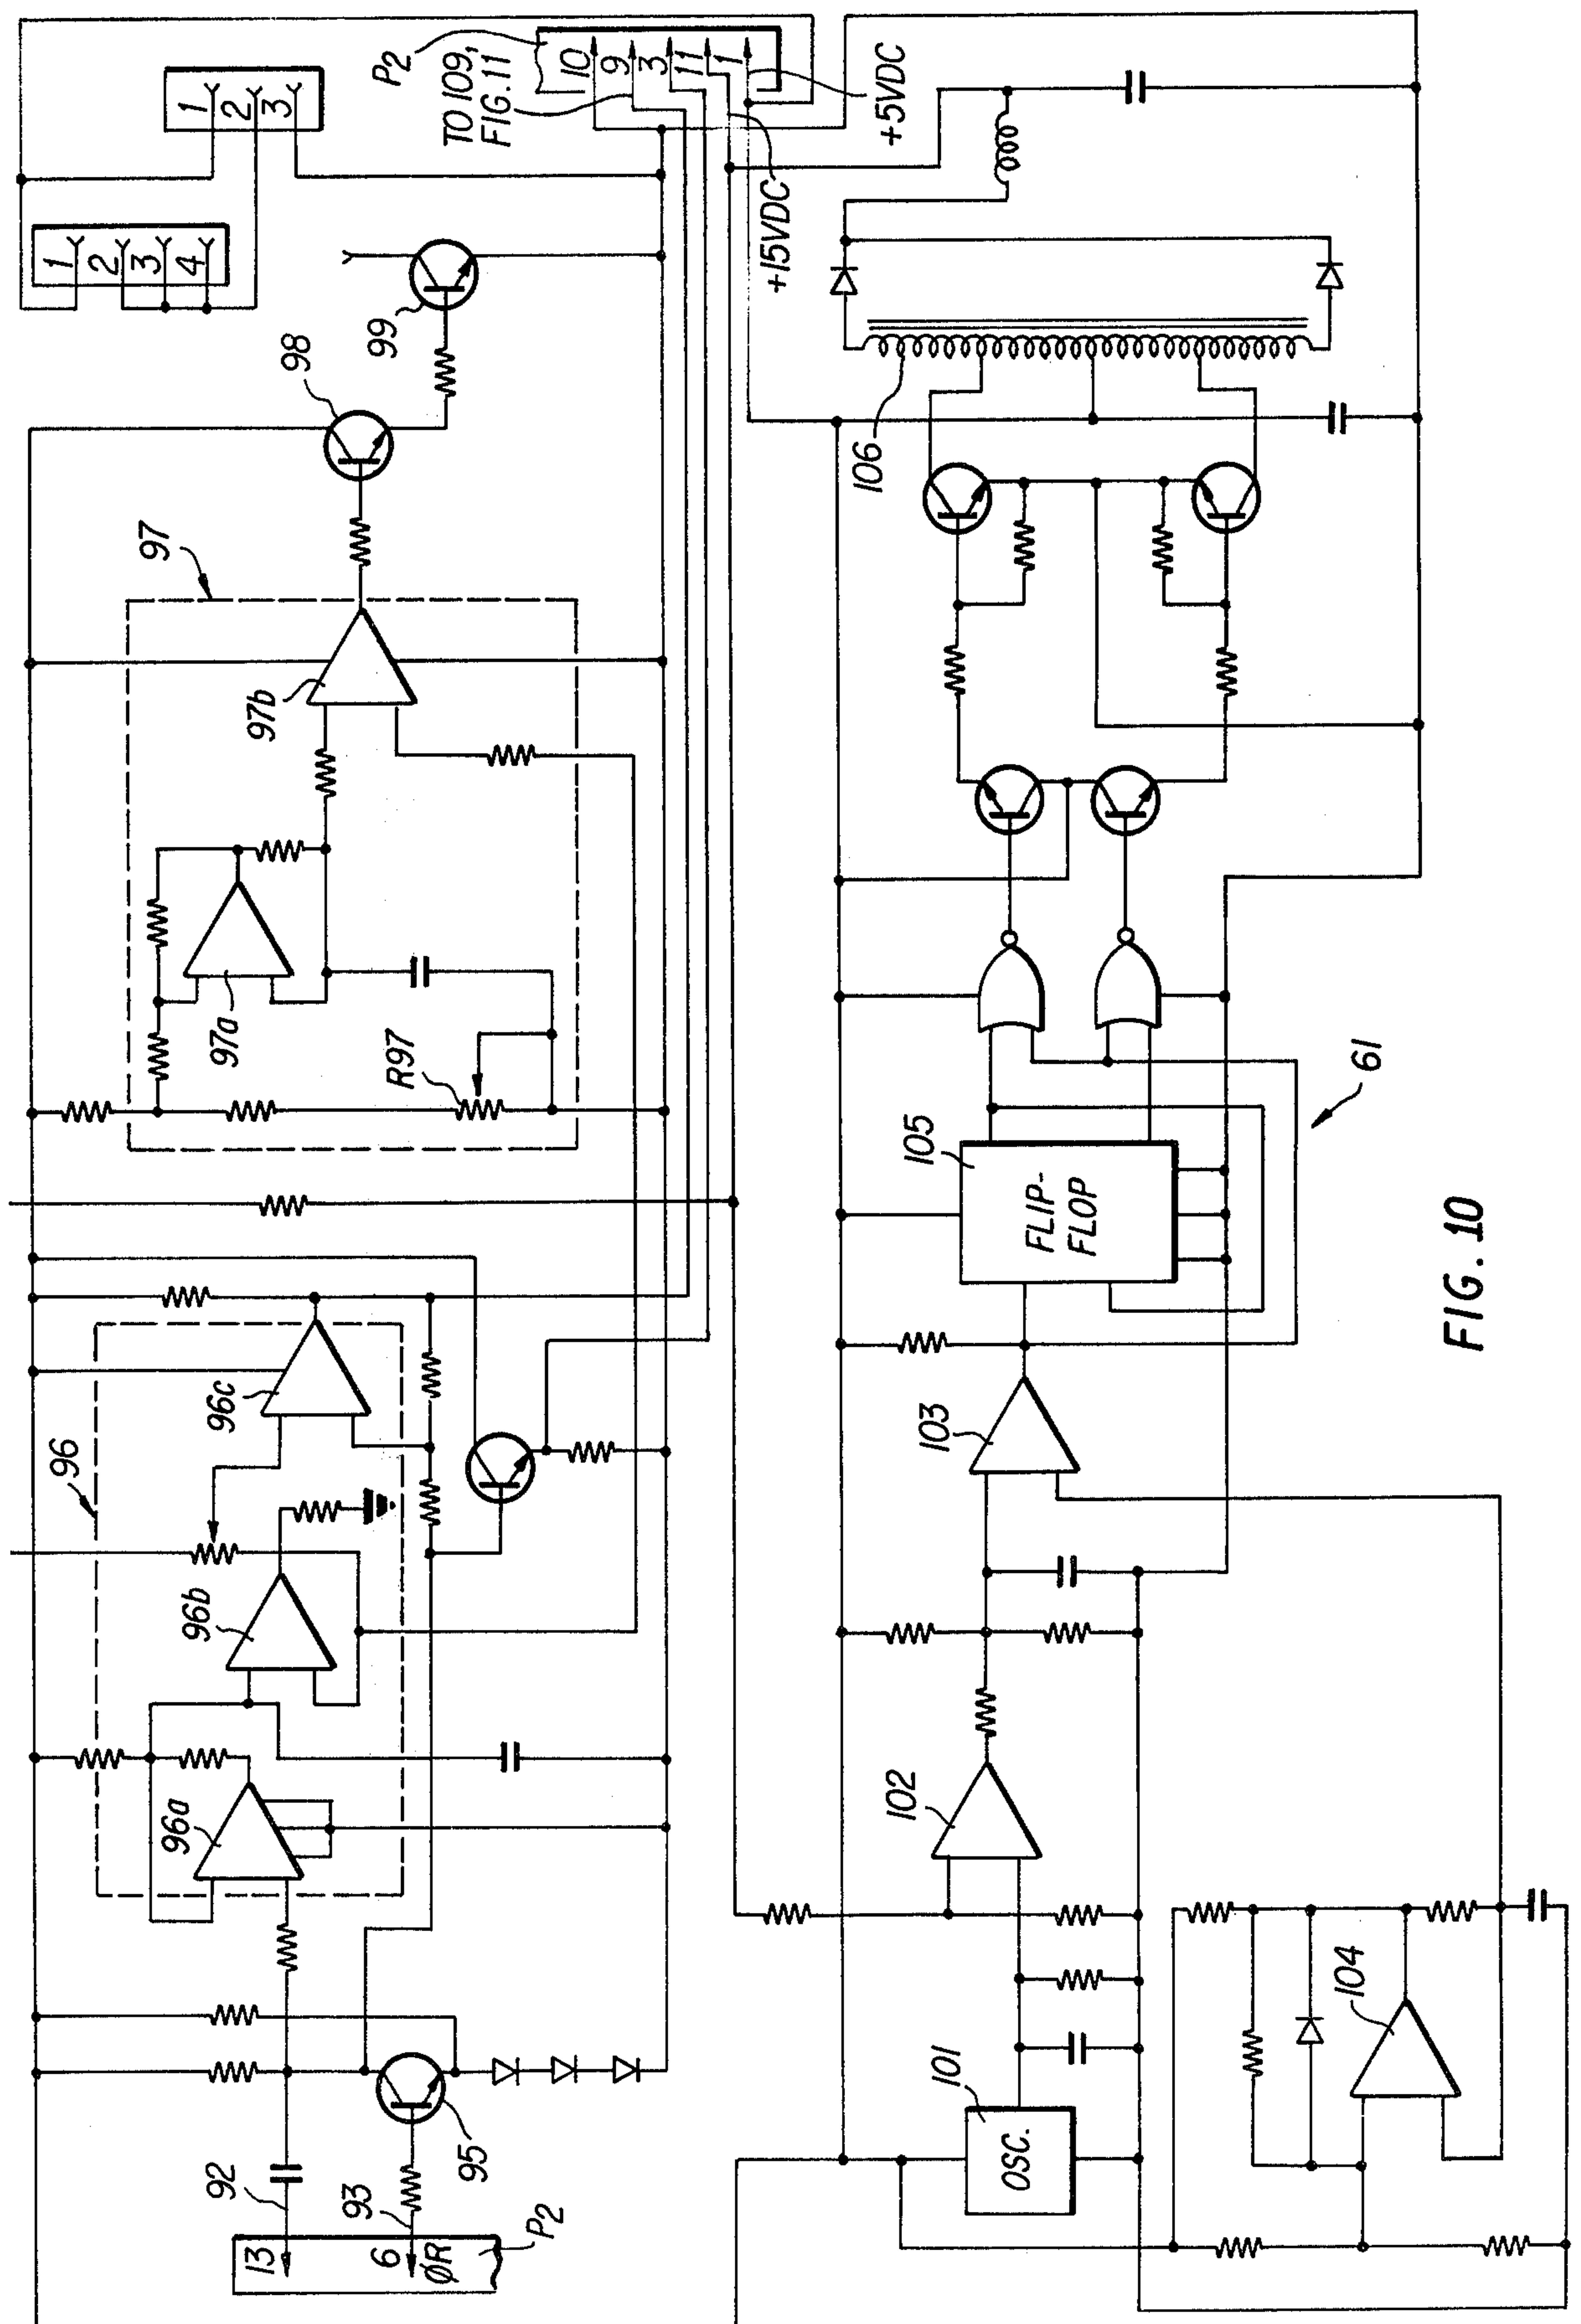 13
6
ØR
P2
92
93
95
96
96a
96b
96c
97
97a
97b
R97
98
99
1
2
3
4
1
2
3
P2
TO 109,
FIG. 11
10
9
3
11
1
+15VDC
+5VDC
OSC.
101
102
103
104
FLIP-
FLOP
105
106
61
FIG. 10